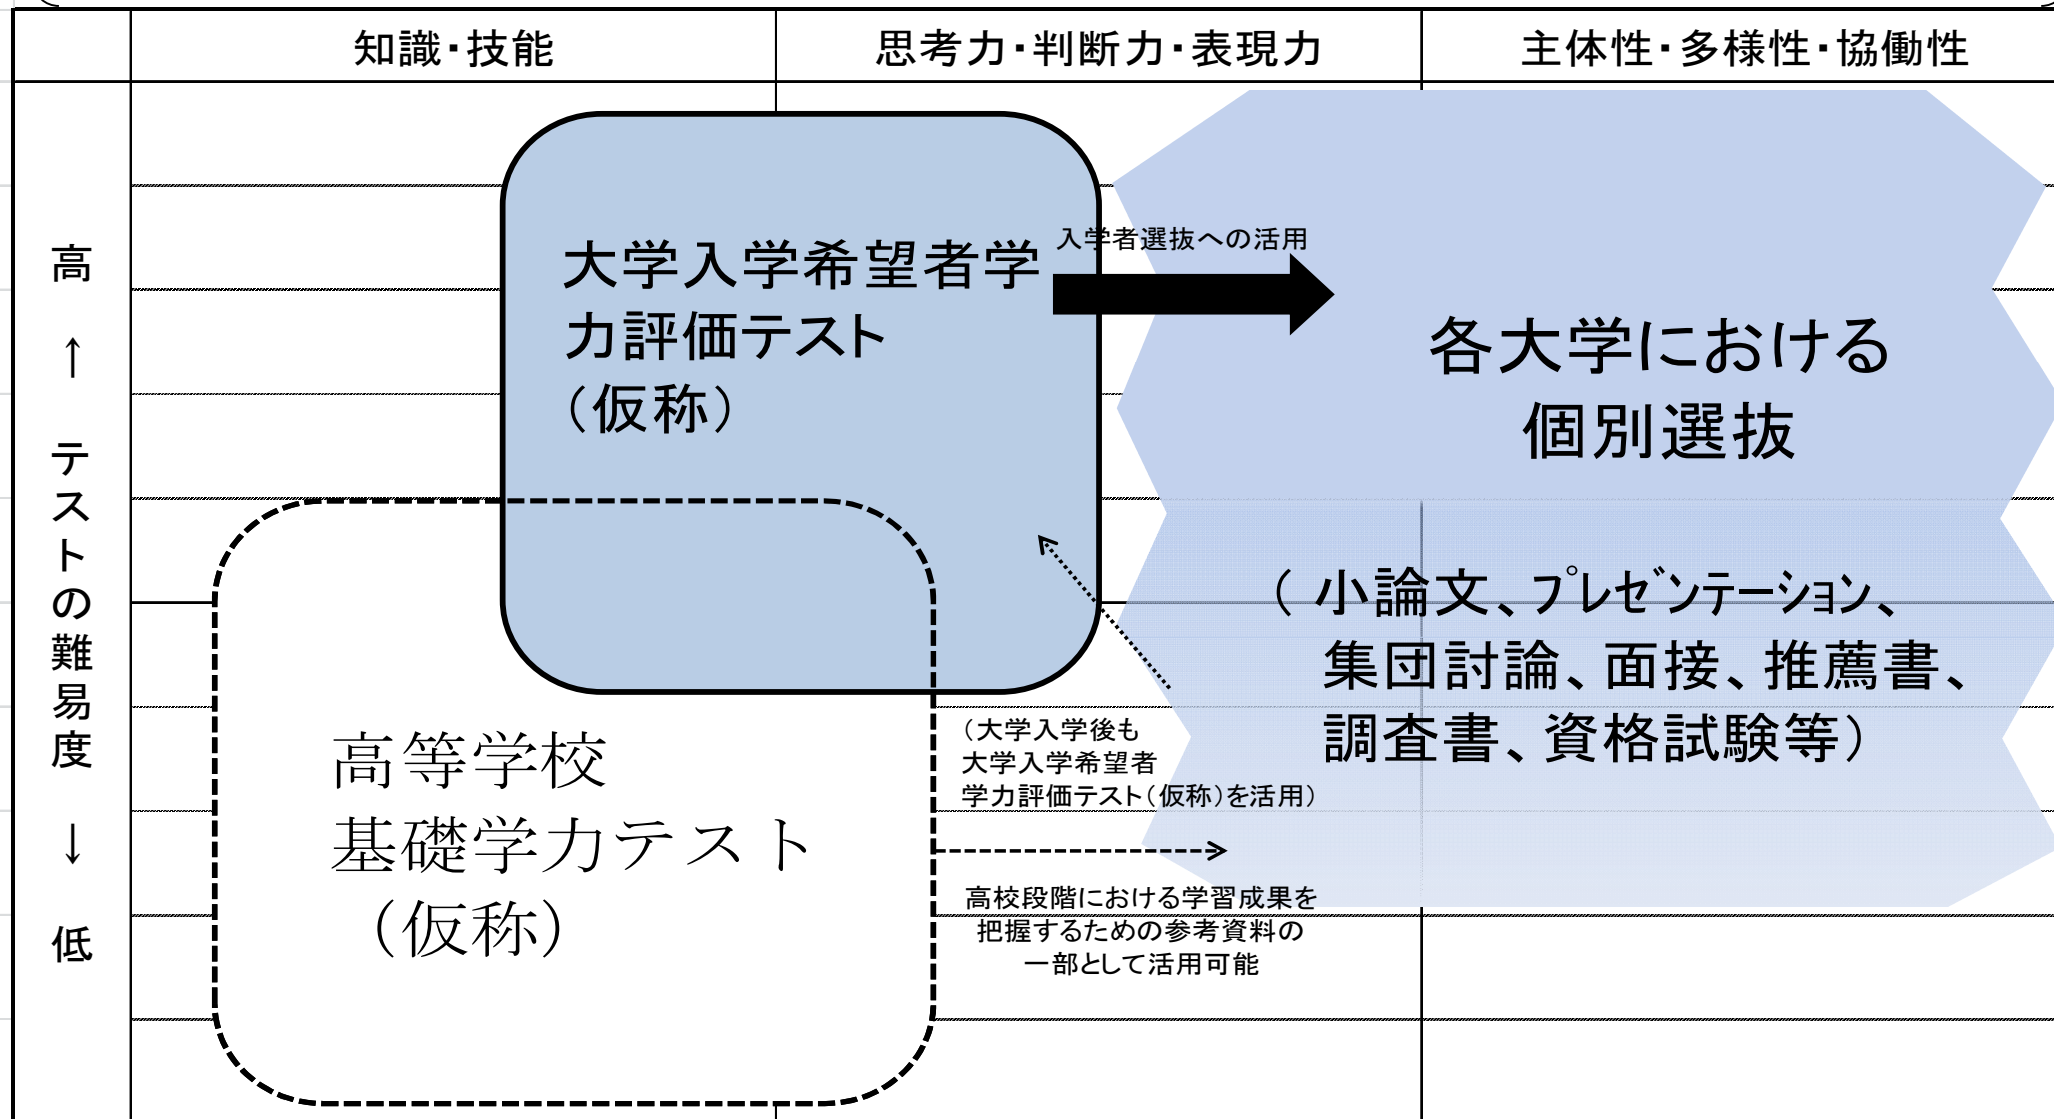 知識・技能
思考力・判断力・表現力
主体性・多様性・協働性
高
↑
テストの難易度
↓
低
大学入学希望者学
力評価テスト
（仮称）
入学者選抜への活用
各大学における
個別選抜
（小論文、プレゼンテーション、
集団討論、面接、推薦書、
調査書、資格試験等）
（大学入学後も
大学入学希望者
学力評価テスト（仮称）を活用）
高等学校
基礎学力テスト
（仮称）
高校段階における学習成果を
把握するための参考資料の
一部として活用可能